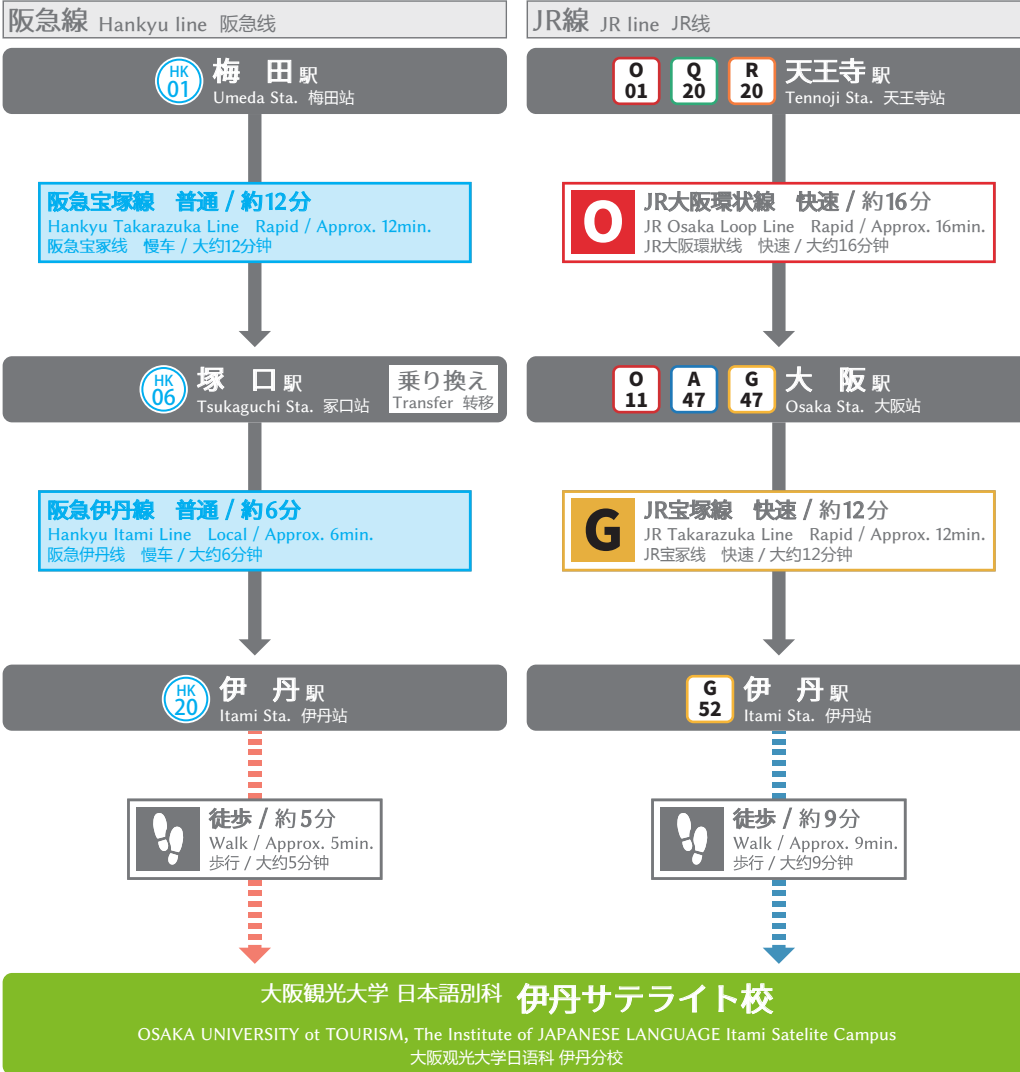 阪急線 Hankyu line 阪急线
HK
01
梅 田 駅
Umeda Sta. 梅田站
阪急宝塚線 普通 / 約12分
Hankyu Takarazuka Line Rapid / Approx. 12min.
阪急宝冢线 慢车 / 大约12分钟
HK
06
塚 口 駅
Tsukaguchi Sta. 冢口站
乗り換え
Transfer 转移
阪急伊丹線 普通 / 約6分
Hankyu Itami Line Local / Approx. 6min.
阪急伊丹线 慢车 / 大约6分钟
HK
20
伊 丹 駅
Itami Sta. 伊丹站
徒歩 / 約5分
Walk / Approx. 5min.
歩行 / 大约5分钟
JR線 JR line JR线
O
01
Q
20
R
20
天王寺 駅
Tennoji Sta. 天王寺站
O
JR大阪環状線 快速 / 約16分
JR Osaka Loop Line Rapid / Approx. 16min.
JR大阪環狀线 快速 / 大约16分钟
O
11
A
47
G
47
大 阪 駅
Osaka Sta. 大阪站
G
JR宝塚線 快速 / 約12分
JR Takarazuka Line Rapid / Approx. 12min.
JR宝冢线 快速 / 大约12分钟
G
52
伊 丹 駅
Itami Sta. 伊丹站
徒歩 / 約9分
Walk / Approx. 9min.
歩行 / 大约9分钟
大阪観光大学 日本語別科 伊丹サテライト校
OSAKA UNIVERSITY ot TOURISM, The Institute of JAPANESE LANGUAGE Itami Satelite Campus
大阪观光大学日语科 伊丹分校